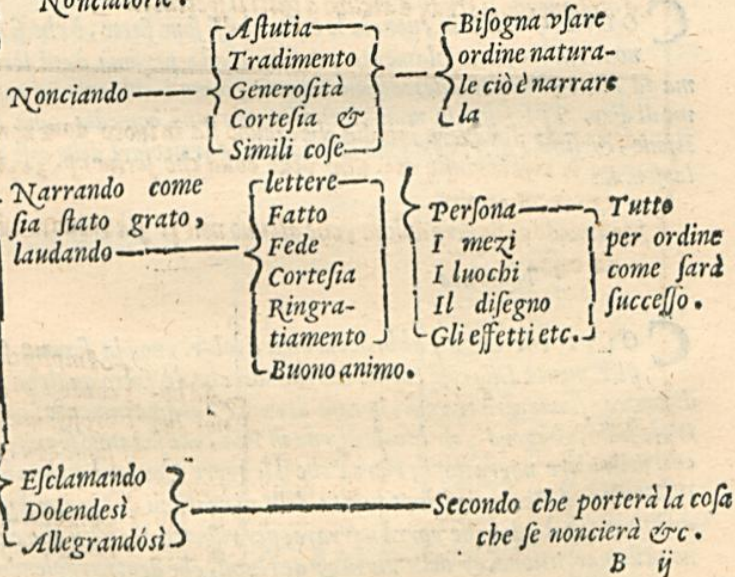 Nonciatorie.
Nonciando
Aſtutia
Tradimento
Generoſità
Corteſia &
Simili coſe
Biſogna vſare
ordine natura-
le ciò è narrare
la
Narrando come
ſia ſtato grato,
laudando
lettere
Fatto
Fede
Corteſia
Ringra-
tiamento
Buono animo.
Perſona
I mezi
I luochi
Il diſegno
Gli effetti etc.
Tutto
per ordine
come ſarà
ſucceſſo.
Eſclamando
Dolendeſì
Allegrandóſì
Secondo che porterà la coſa
che ſe noncierà &c.
B ij